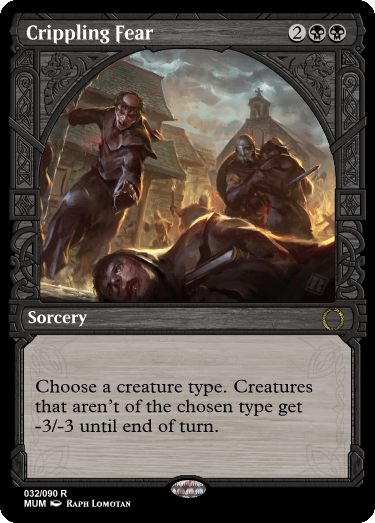 Crippling Fear 2
Sorcery
Choose a creature type. Creatures
that aren't of the chosen type get
-3/-3 until end of turn.
032/090 R
MUM Raph Lomotan